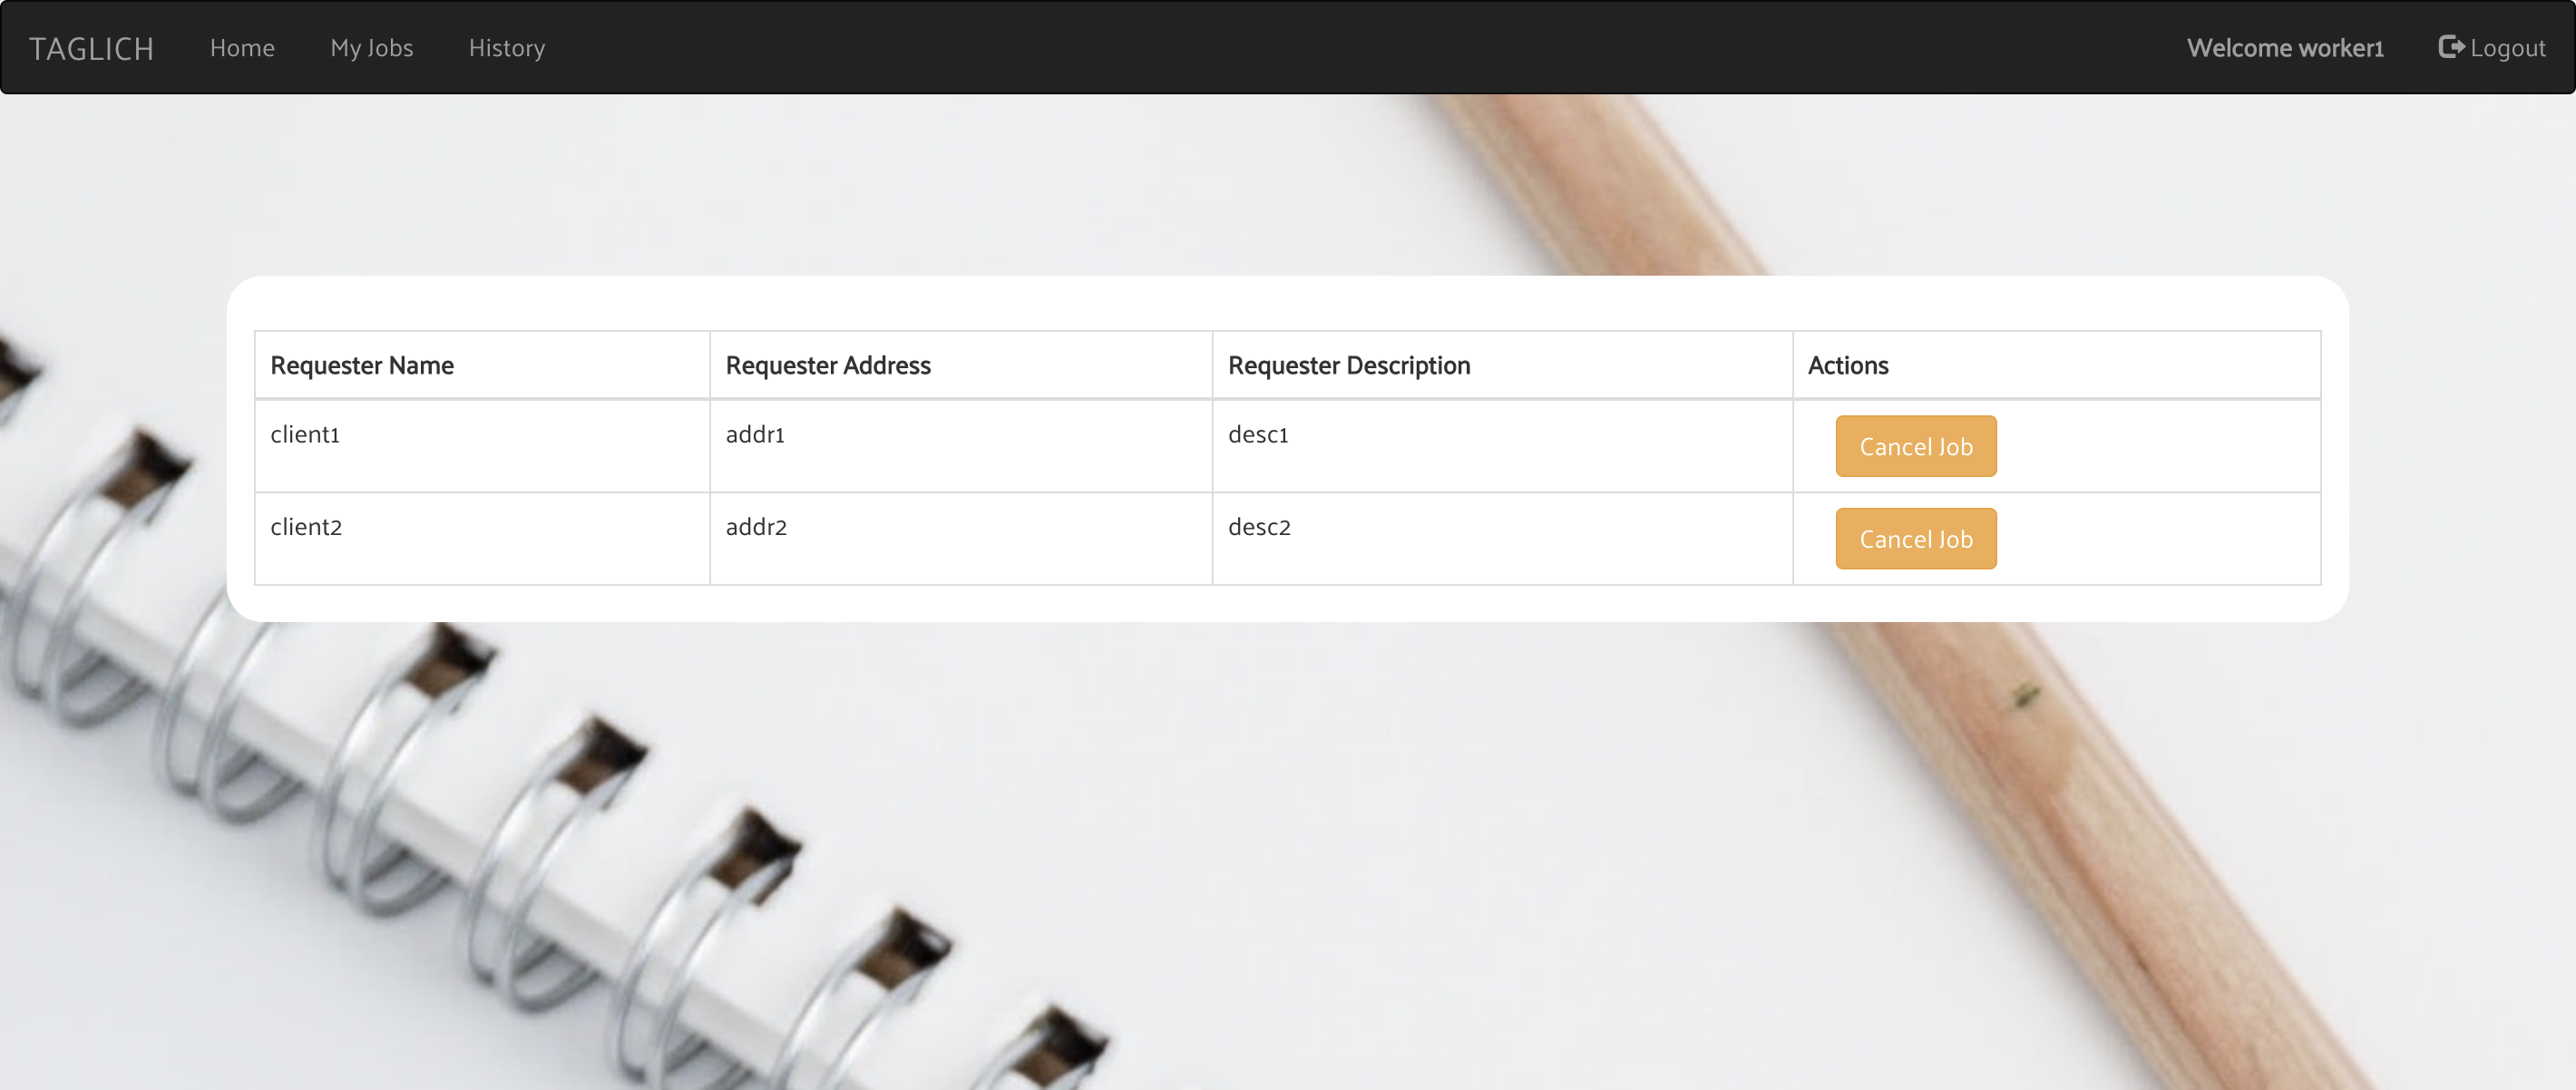 TAGLICH Home My Jobs History Welcome worker1 Logout
Requester Name Requester Address Requester Description Actions
client1 addr1 desc1 Cancel Job
client2 addr2 desc2 Cancel Job